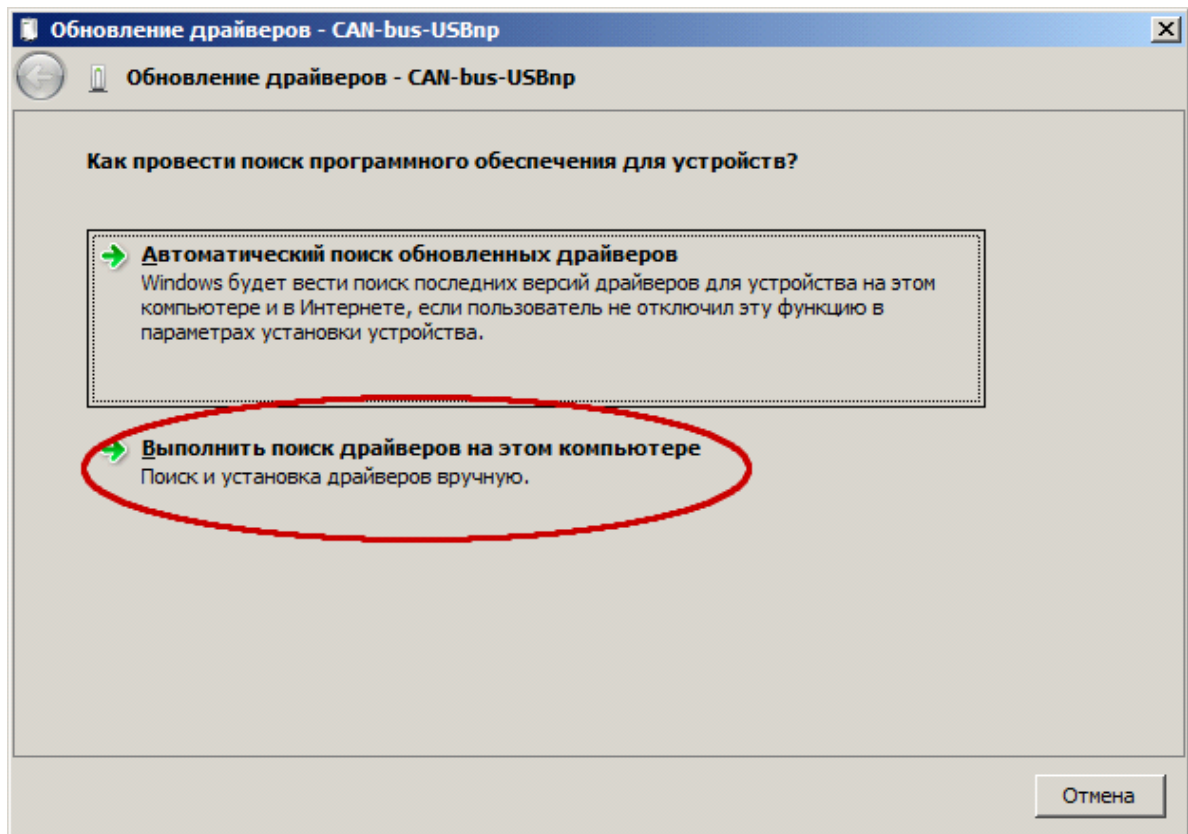 Обновление драйверов - CAN-bus-USBnp
Обновление драйверов - CAN-bus-USBnp
Как провести поиск программного обеспечения для устройств?
Автоматический поиск обновленных драйверов
Windows будет вести поиск последних версий драйверов для устройства на этом
компьютере и в Интернете, если пользователь не отключил эту функцию в
параметрах установки устройства.
Выполнить поиск драйверов на этом компьютере
Поиск и установка драйверов вручную.
Отмена